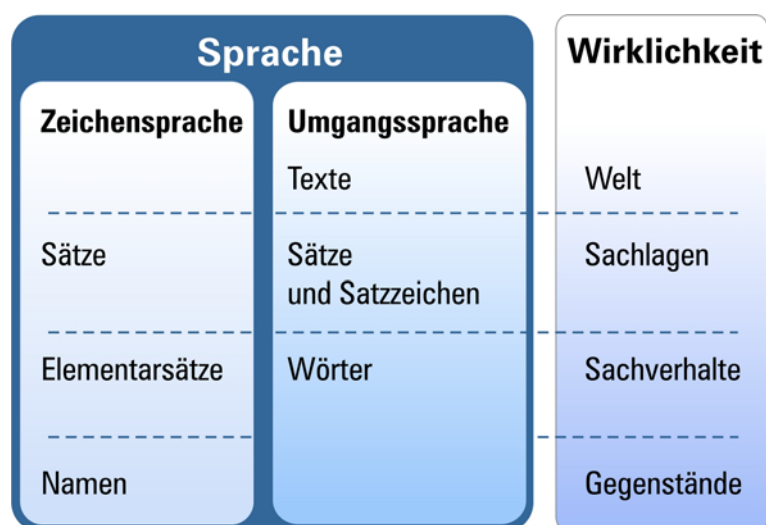 Sprache
Wirklichkeit
Zeichensprache
Umgangssprache
Texte
Welt
Sätze
Sätze
und Satzzeichen
Sachlagen
Elementarsätze
Wörter
Sachverhalte
Namen
Gegenstände